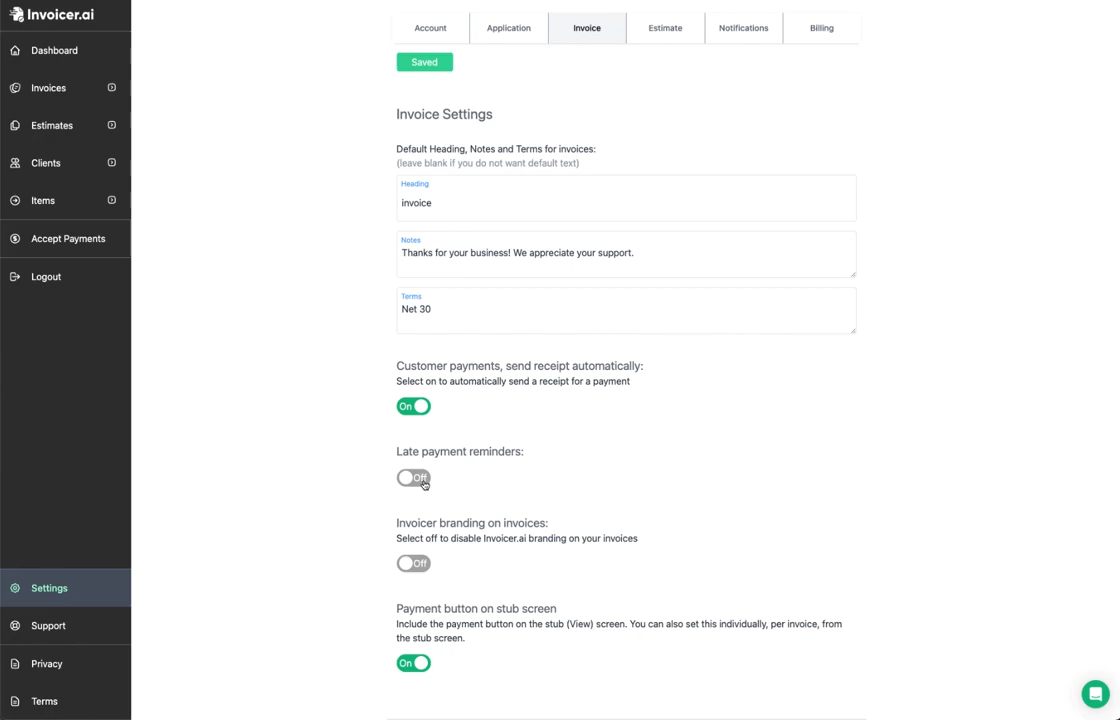 Invoicer.ai
Dashboard
Invoices
Estimates
Clients
Items
Accept Payments
Logout
Settings
Support
Privacy
Terms
Account
Application
Invoice
Estimate
Notifications
Billing
Saved
Invoice Settings
Default Heading, Notes and Terms for invoices:
(leave blank if you do not want default text)
Heading
invoice
Notes
Thanks for your business! We appreciate your support.
Terms
Net 30
Customer payments, send receipt automatically:
Select on to automatically send a receipt for a payment
On
Late payment reminders:
Off
Invoicer branding on invoices:
Select off to disable Invoicer.ai branding on your invoices
Off
Payment button on stub screen
Include the payment button on the stub (View) screen. You can also set this individually, per invoice, from
the stub screen.
On